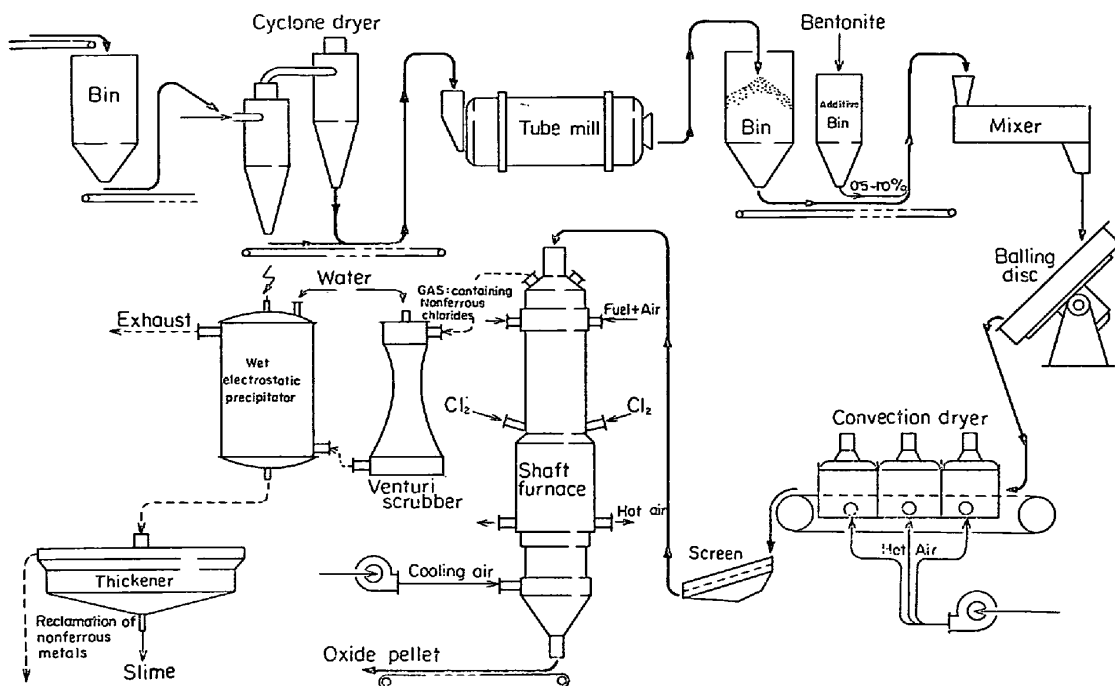 Cyclone dryer
Bentonite
Bin
Tube mill
Bin
Additive
Bin
Mixer
0.5-1.0%
Balling
disc
Water
GAS: containing
Nonferrous
chlorides
Fuel+Air
Exhaust
Wet
electrostatic
precipitator
Cl₂
Cl₂
Convection dryer
Venturi
scrubber
Shaft
furnace
Hot air
Hot Air
Screen
Thickener
Cooling air
Reclamation of
nonferrous
metals
Slime
Oxide pellet